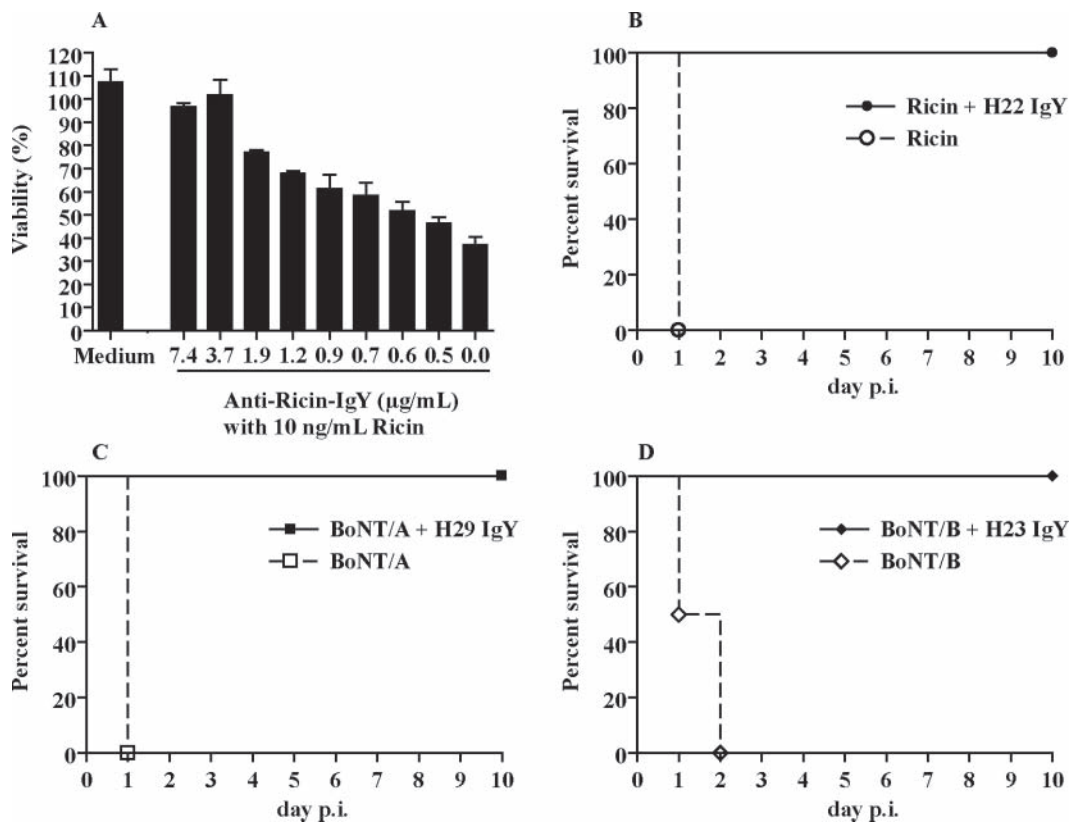 A
Viability (%)
120
110
100
90
80
70
60
50
40
30
20
10
0
Medium 7.4 3.7 1.9 1.2 0.9 0.7 0.6 0.5 0.0
Anti-Ricin-IgY (µg/mL)
with 10 ng/mL Ricin
B
Percent survival
100
80
60
40
20
0
Ricin + H22 IgY
Ricin
0 1 2 3 4 5 6 7 8 9 10
day p.i.
C
Percent survival
100
80
60
40
20
0
BoNT/A + H29 IgY
BoNT/A
0 1 2 3 4 5 6 7 8 9 10
day p.i.
D
Percent survival
100
80
60
40
20
0
BoNT/B + H23 IgY
BoNT/B
0 1 2 3 4 5 6 7 8 9 10
day p.i.